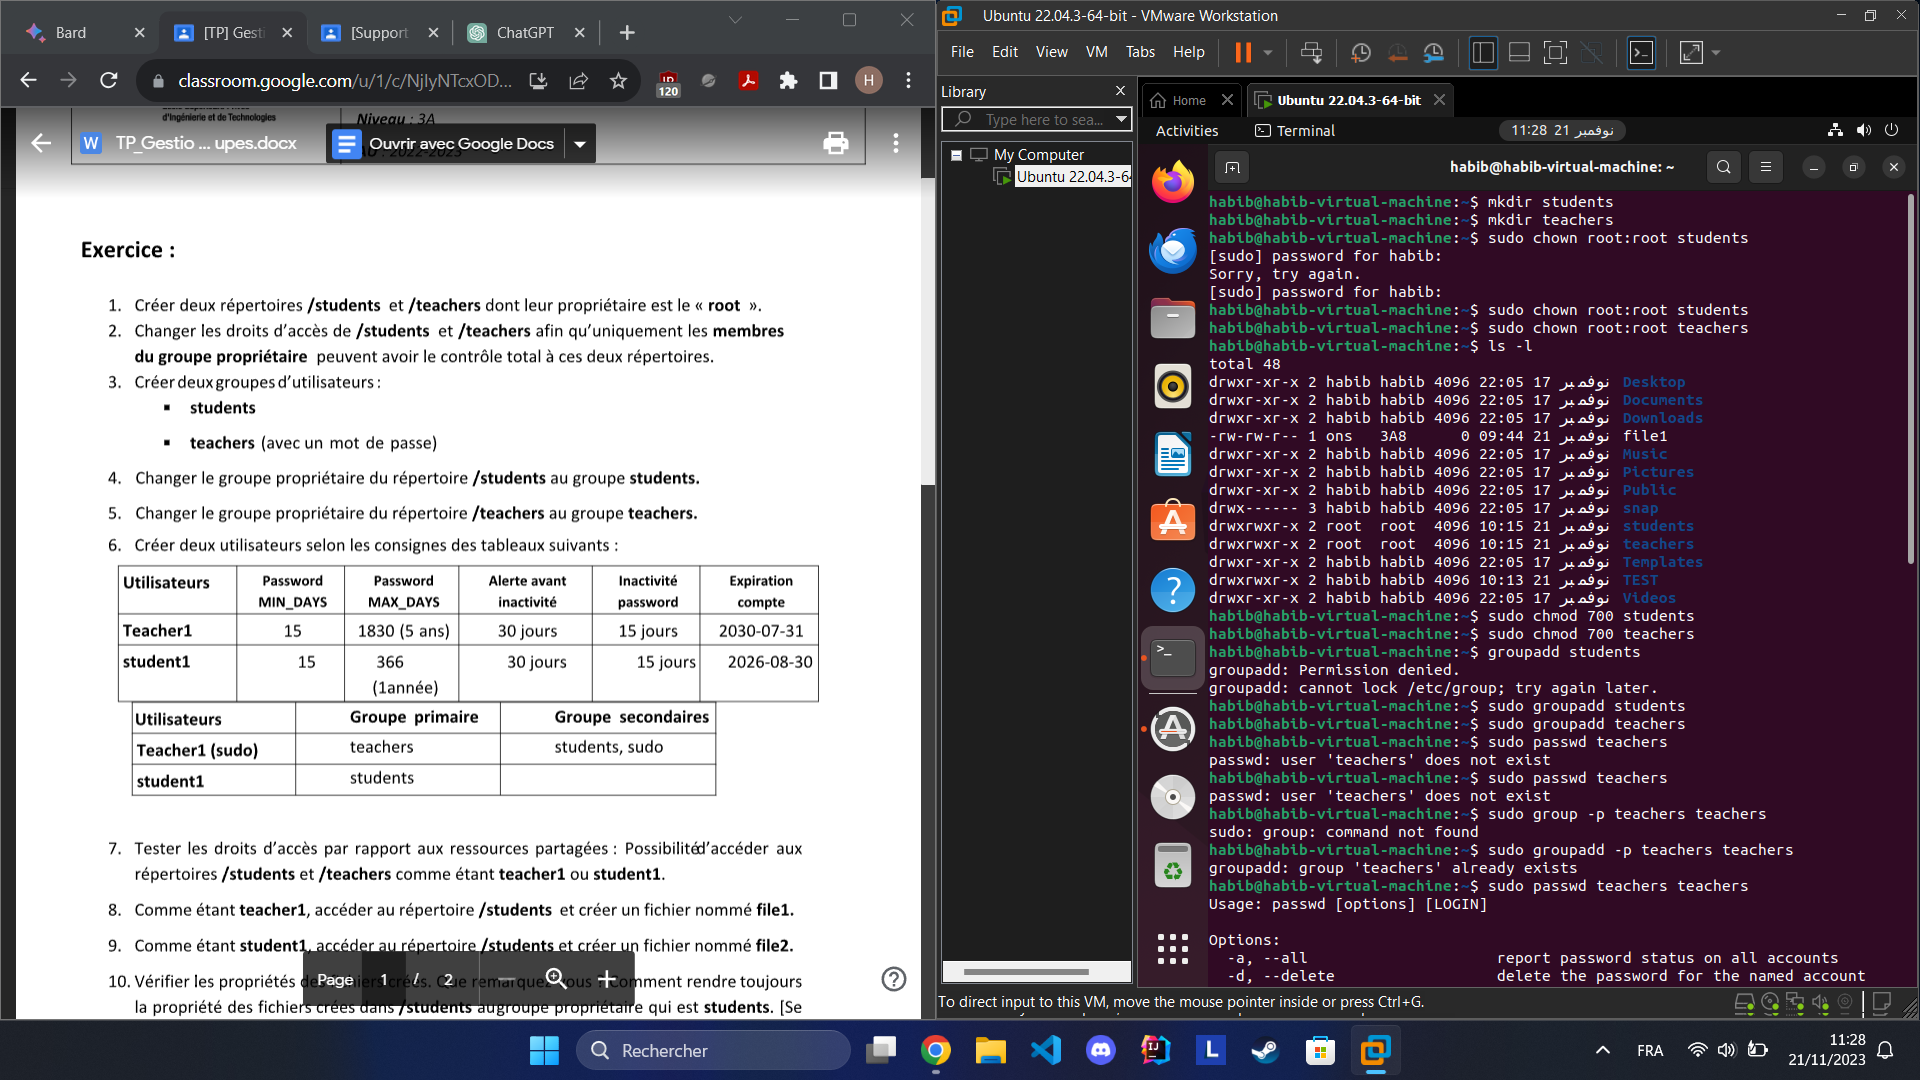 Bard
[TP] Gesti
[Support
ChatGPT
classroom.google.com/u/1/c/NjIyNTcxOD...
120
H
d'Ingénierie et de Technologies
Niveau : 3A
TP_Gestio ... upes.docx
Ouvrir avec Google Docs
Exercice :
1. Créer deux répertoires /students et /teachers dont leur propriétaire est le « root ».
2. Changer les droits d'accès de /students et /teachers afin qu'uniquement les membres
du groupe propriétaire peuvent avoir le contrôle total à ces deux répertoires.
3. Créer deux groupes d'utilisateurs :
▪ students
▪ teachers (avec un mot de passe)
4. Changer le groupe propriétaire du répertoire /students au groupe students.
5. Changer le groupe propriétaire du répertoire /teachers au groupe teachers.
6. Créer deux utilisateurs selon les consignes des tableaux suivants :
Utilisateurs Password MIN_DAYS Password MAX_DAYS Alerte avant inactivité Inactivité password Expiration compte
Teacher1 15 1830 (5 ans) 30 jours 15 jours 2030-07-31
student1 15 366 (1année) 30 jours 15 jours 2026-08-30
Utilisateurs Groupe primaire Groupe secondaires
Teacher1 (sudo) teachers students, sudo
student1 students
7. Tester les droits d'accès par rapport aux ressources partagées : Possibilité d'accéder aux
répertoires /students et /teachers comme étant teacher1 ou student1.
8. Comme étant teacher1, accéder au répertoire /students et créer un fichier nommé file1.
9. Comme étant student1, accéder au répertoire /students et créer un fichier nommé file2.
10. Vérifier les propriétés des fichiers créés. Que remarquez vous ? Comment rendre toujours
la propriété des fichiers crées dans /students au groupe propriétaire qui est students. [Se
Page 1 / 2
Ubuntu 22.04.3-64-bit - VMware Workstation
File Edit View VM Tabs Help
Library
Type here to sea...
My Computer
Ubuntu 22.04.3-6
Home
Ubuntu 22.04.3-64-bit
Activities
Terminal
11:28 21 نوفمبر
habib@habib-virtual-machine: ~
habib@habib-virtual-machine:~$ mkdir students
habib@habib-virtual-machine:~$ mkdir teachers
habib@habib-virtual-machine:~$ sudo chown root:root students
[sudo] password for habib:
Sorry, try again.
[sudo] password for habib:
habib@habib-virtual-machine:~$ sudo chown root:root students
habib@habib-virtual-machine:~$ sudo chown root:root teachers
habib@habib-virtual-machine:~$ ls -l
total 48
drwxr-xr-x 2 habib habib 4096 22:05 17 نوفمبر Desktop
drwxr-xr-x 2 habib habib 4096 22:05 17 نوفمبر Documents
drwxr-xr-x 2 habib habib 4096 22:05 17 نوفمبر Downloads
-rw-rw-r-- 1 ons 3A8 0 09:44 21 نوفمبر file1
drwxr-xr-x 2 habib habib 4096 22:05 17 نوفمبر Music
drwxr-xr-x 2 habib habib 4096 22:05 17 نوفمبر Pictures
drwxr-xr-x 2 habib habib 4096 22:05 17 نوفمبر Public
drwx------ 3 habib habib 4096 22:05 17 نوفمبر snap
drwxrwxr-x 2 root root 4096 10:15 21 نوفمبر students
drwxrwxr-x 2 root root 4096 10:15 21 نوفمبر teachers
drwxr-xr-x 2 habib habib 4096 22:05 17 نوفمبر Templates
drwxrwxr-x 2 habib habib 4096 10:13 21 نوفمبر TEST
drwxr-xr-x 2 habib habib 4096 22:05 17 نوفمبر Videos
habib@habib-virtual-machine:~$ sudo chmod 700 students
habib@habib-virtual-machine:~$ sudo chmod 700 teachers
habib@habib-virtual-machine:~$ groupadd students
groupadd: Permission denied.
groupadd: cannot lock /etc/group; try again later.
habib@habib-virtual-machine:~$ sudo groupadd students
habib@habib-virtual-machine:~$ sudo groupadd teachers
habib@habib-virtual-machine:~$ sudo passwd teachers
passwd: user 'teachers' does not exist
habib@habib-virtual-machine:~$ sudo passwd teachers
passwd: user 'teachers' does not exist
habib@habib-virtual-machine:~$ sudo group -p teachers teachers
sudo: group: command not found
habib@habib-virtual-machine:~$ sudo groupadd -p teachers teachers
groupadd: group 'teachers' already exists
habib@habib-virtual-machine:~$ sudo passwd teachers teachers
Usage: passwd [options] [LOGIN]
Options:
-a, --all report password status on all accounts
-d, --delete delete the password for the named account
To direct input to this VM, move the mouse pointer inside or press Ctrl+G.
Rechercher
FRA
11:28
21/11/2023